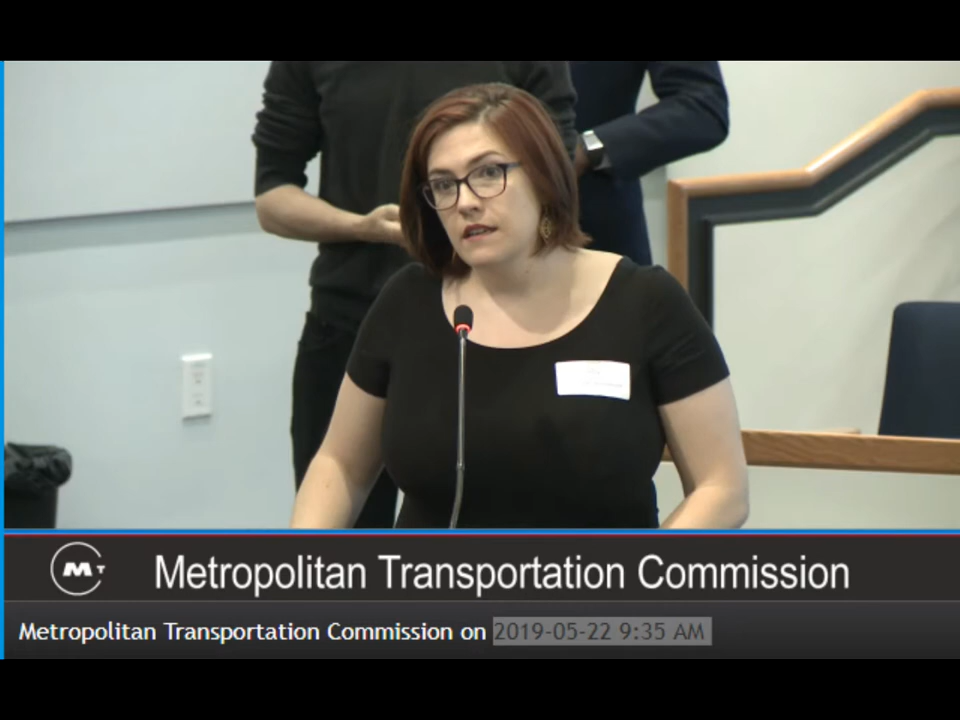 MT
Metropolitan Transportation Commission
Metropolitan Transportation Commission on 2019-05-22 9:35 AM